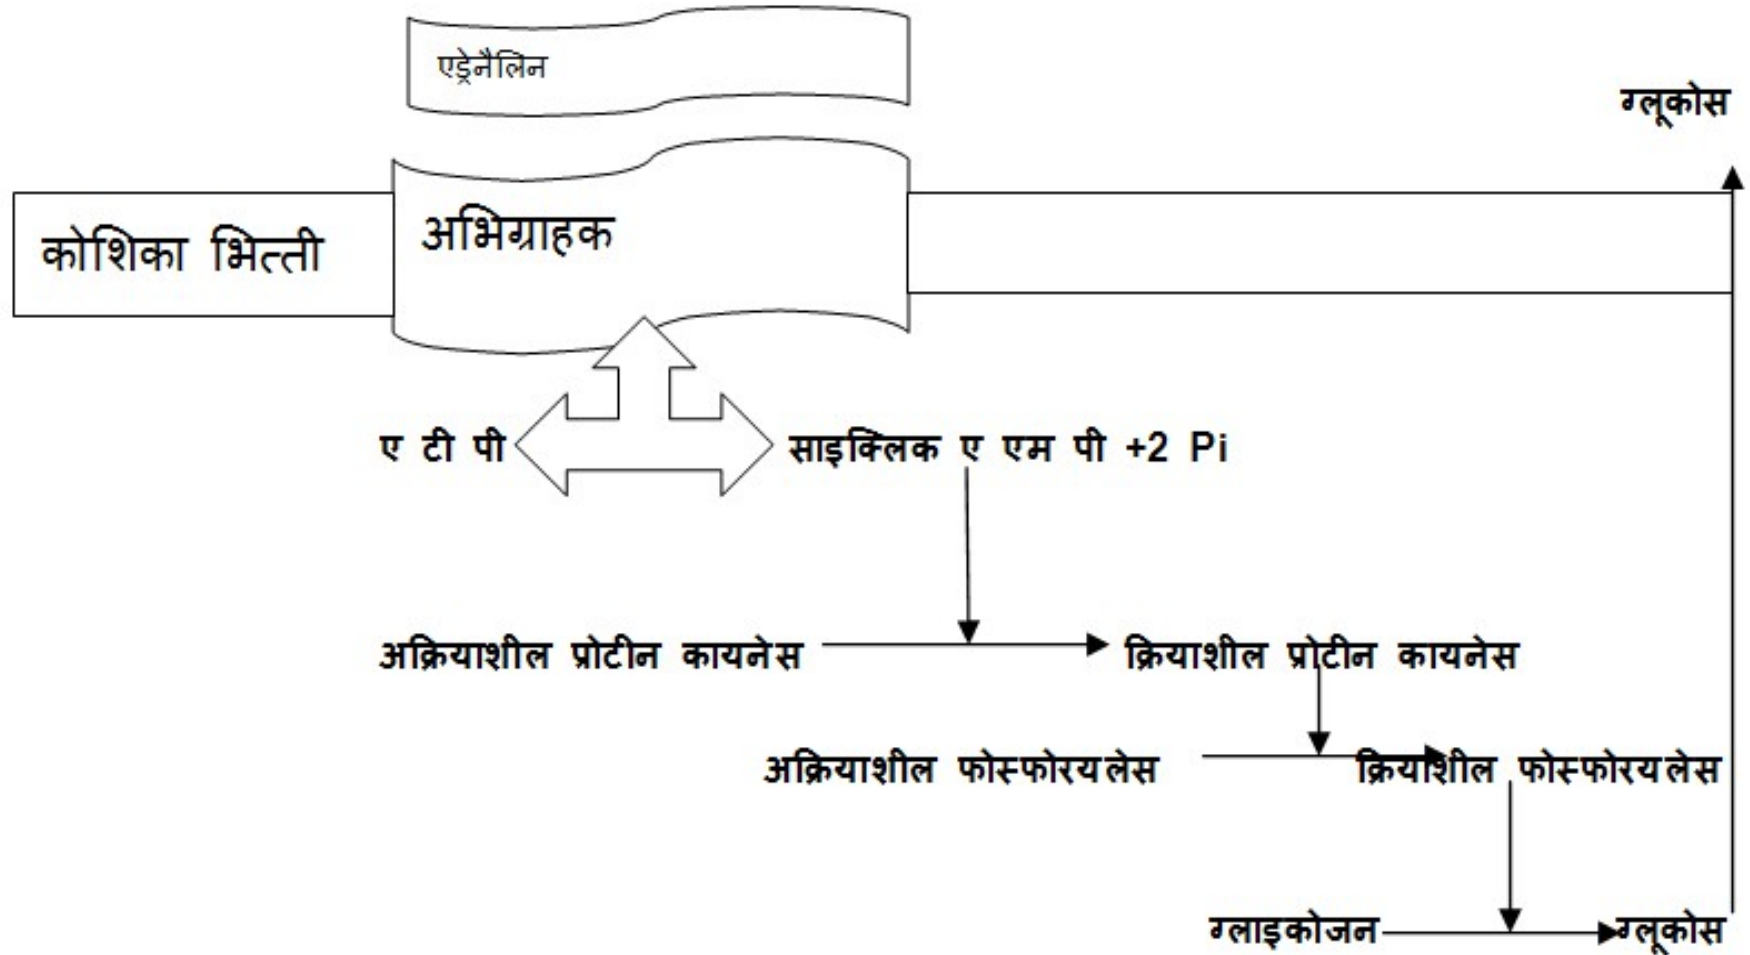 एड्रेनैलिन
ग्लूकोस
कोशिका भित्ती
अभिग्राहक
ए टी पी
साइक्लिक ए एम पी +2 Pi
अक्रियाशील प्रोटीन कायनेस
क्रियाशील प्रोटीन कायनेस
अक्रियाशील फोस्फोरयलेस
क्रियाशील फोस्फोरयलेस
ग्लाइकोजन
ग्लूकोस